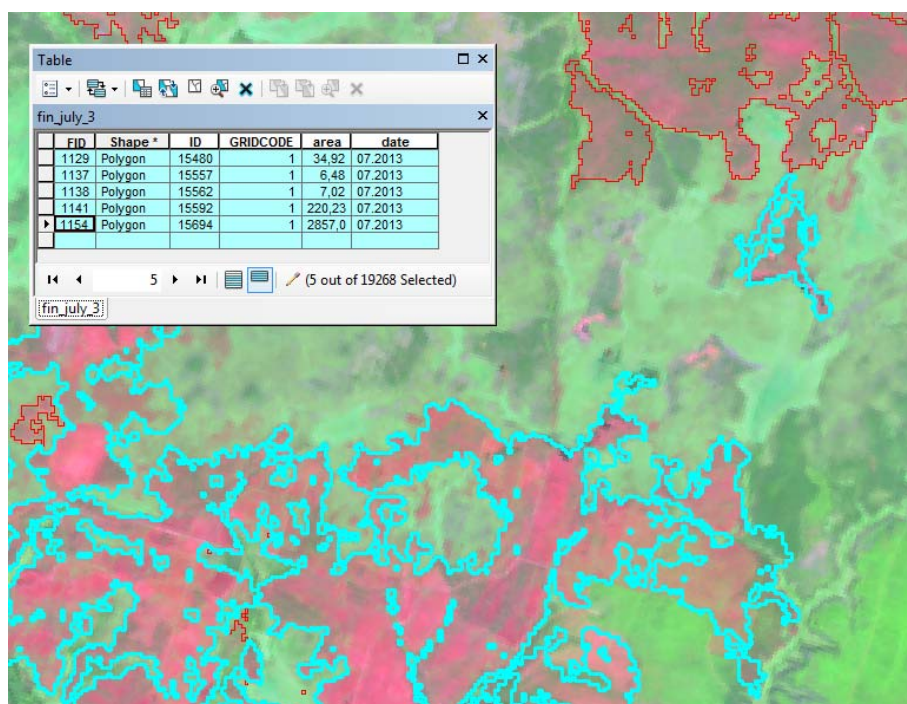 Table
fin_july_3
FID Shape * ID GRIDCODE area date
1129 Polygon 15480 1 34,92 07.2013
1137 Polygon 15557 1 6,48 07.2013
1138 Polygon 15562 1 7,02 07.2013
1141 Polygon 15592 1 220,23 07.2013
1154 Polygon 15694 1 2857,0 07.2013
5 (5 out of 19268 Selected)
fin_july_3